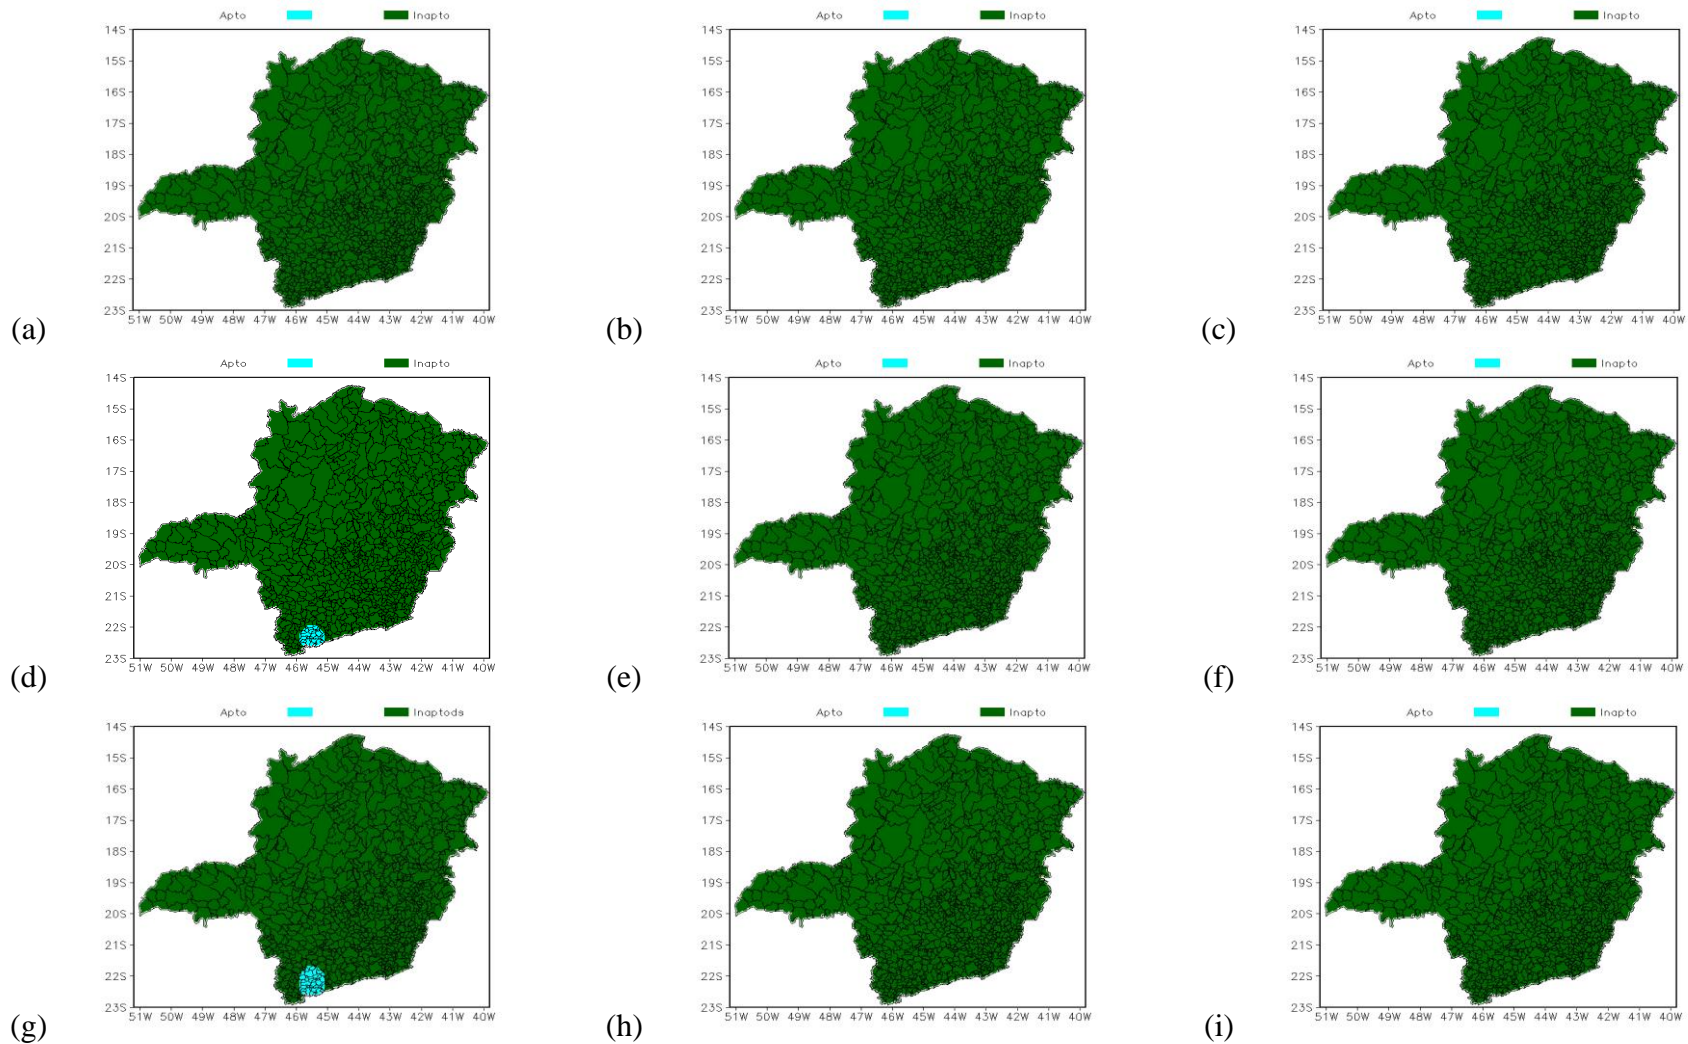 Apto Inapto Apto Inapto Apto Inapto
14S 14S 14S
15S 15S 15S
16S 16S 16S
17S 17S 17S
18S 18S 18S
19S 19S 19S
20S 20S 20S
21S 21S 21S
22S 22S 22S
23S 23S 23S
51W 50W 49W 48W 47W 46W 45W 44W 43W 42W 41W 40W 51W 50W 49W 48W 47W 46W 45W 44W 43W 42W 41W 40W 51W 50W 49W 48W 47W 46W 45W 44W 43W 42W 41W 40W
(a) (b) (c)
Apto Inapto Apto Inapto Apto Inapto
14S 14S 14S
15S 15S 15S
16S 16S 16S
17S 17S 17S
18S 18S 18S
19S 19S 19S
20S 20S 20S
21S 21S 21S
22S 22S 22S
23S 23S 23S
51W 50W 49W 48W 47W 46W 45W 44W 43W 42W 41W 40W 51W 50W 49W 48W 47W 46W 45W 44W 43W 42W 41W 40W 51W 50W 49W 48W 47W 46W 45W 44W 43W 42W 41W 40W
(d) (e) (f)
Apto Inaptods Apto Inapto Apto Inapto
14S 14S 14S
15S 15S 15S
16S 16S 16S
17S 17S 17S
18S 18S 18S
19S 19S 19S
20S 20S 20S
21S 21S 21S
22S 22S 22S
23S 23S 23S
51W 50W 49W 48W 47W 46W 45W 44W 43W 42W 41W 40W 51W 50W 49W 48W 47W 46W 45W 44W 43W 42W 41W 40W 51W 50W 49W 48W 47W 46W 45W 44W 43W 42W 41W 40W
(g) (h) (i)